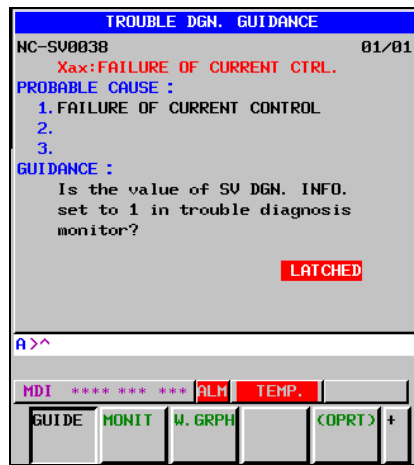 TROUBLE DGN. GUIDANCE
NC-SV0038 01/01
Xax:FAILURE OF CURRENT CTRL.
PROBABLE CAUSE :
1. FAILURE OF CURRENT CONTROL
2.
3.
GUIDANCE :
Is the value of SV DGN. INFO.
set to 1 in trouble diagnosis
monitor?
LATCHED
A>^
MDI **** *** *** ALM TEMP.
GUIDE MONIT W.GRPH (OPRT) +